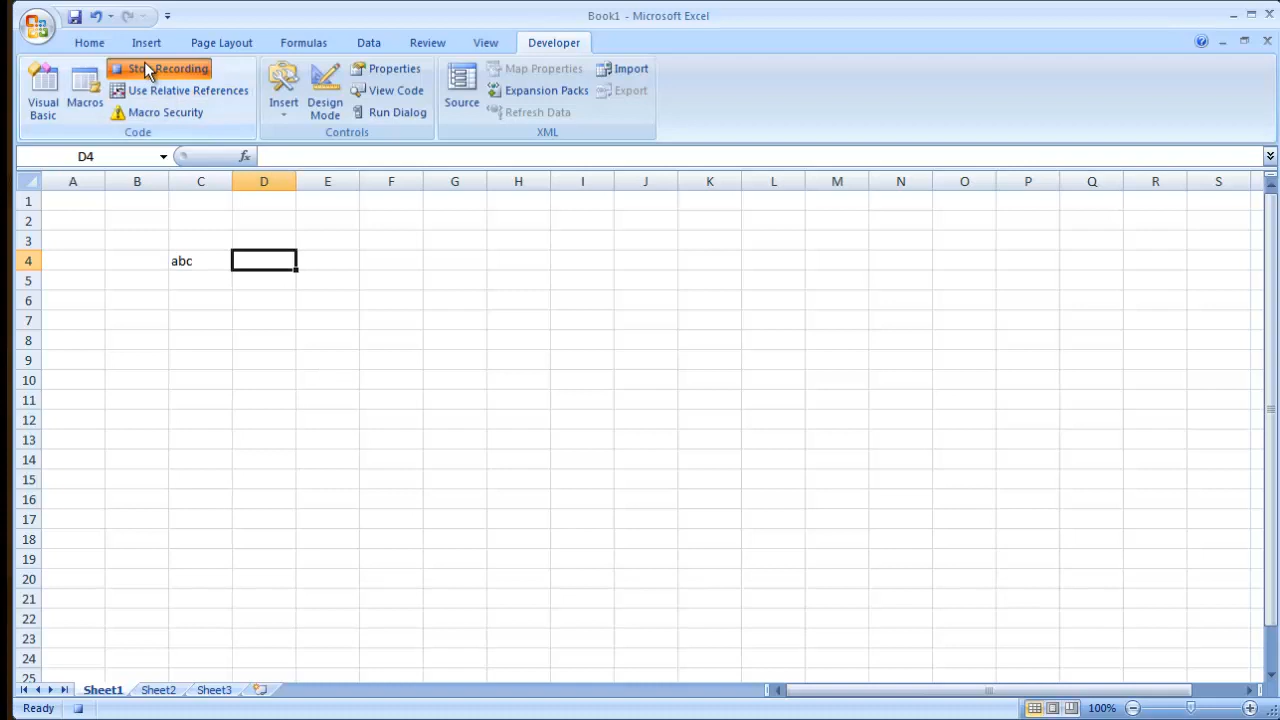 Book1 - Microsoft Excel
Home Insert Page Layout Formulas Data Review View Developer
Visual Basic
Macros
Stop Recording
Use Relative References
Macro Security
Code
Insert
Design Mode
Properties
View Code
Run Dialog
Controls
Source
Map Properties
Expansion Packs
Refresh Data
Import
Export
XML
D4
fx
A B C D E F G H I J K L M N O P Q R S
1
2
3
4 abc
5
6
7
8
9
10
11
12
13
14
15
16
17
18
19
20
21
22
23
24
25
Sheet1 Sheet2 Sheet3
Ready 100%